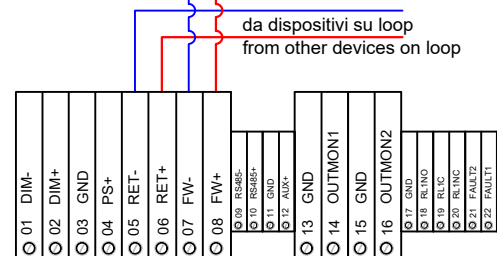 da dispositivi su loop
from other devices on loop
01 DIM-
02 DIM+
03 GND
04 PS+
05 RET-
06 RET+
07 FW-
08 FW+
09 RS485-
10 RS485+
11 GND
12 AUX+
13 GND
14 OUTMON1
15 GND
16 OUTMON2
17 GND
18 RL1NO
19 RL1C
20 RL1NC
21 FAULT2
22 FAULT1